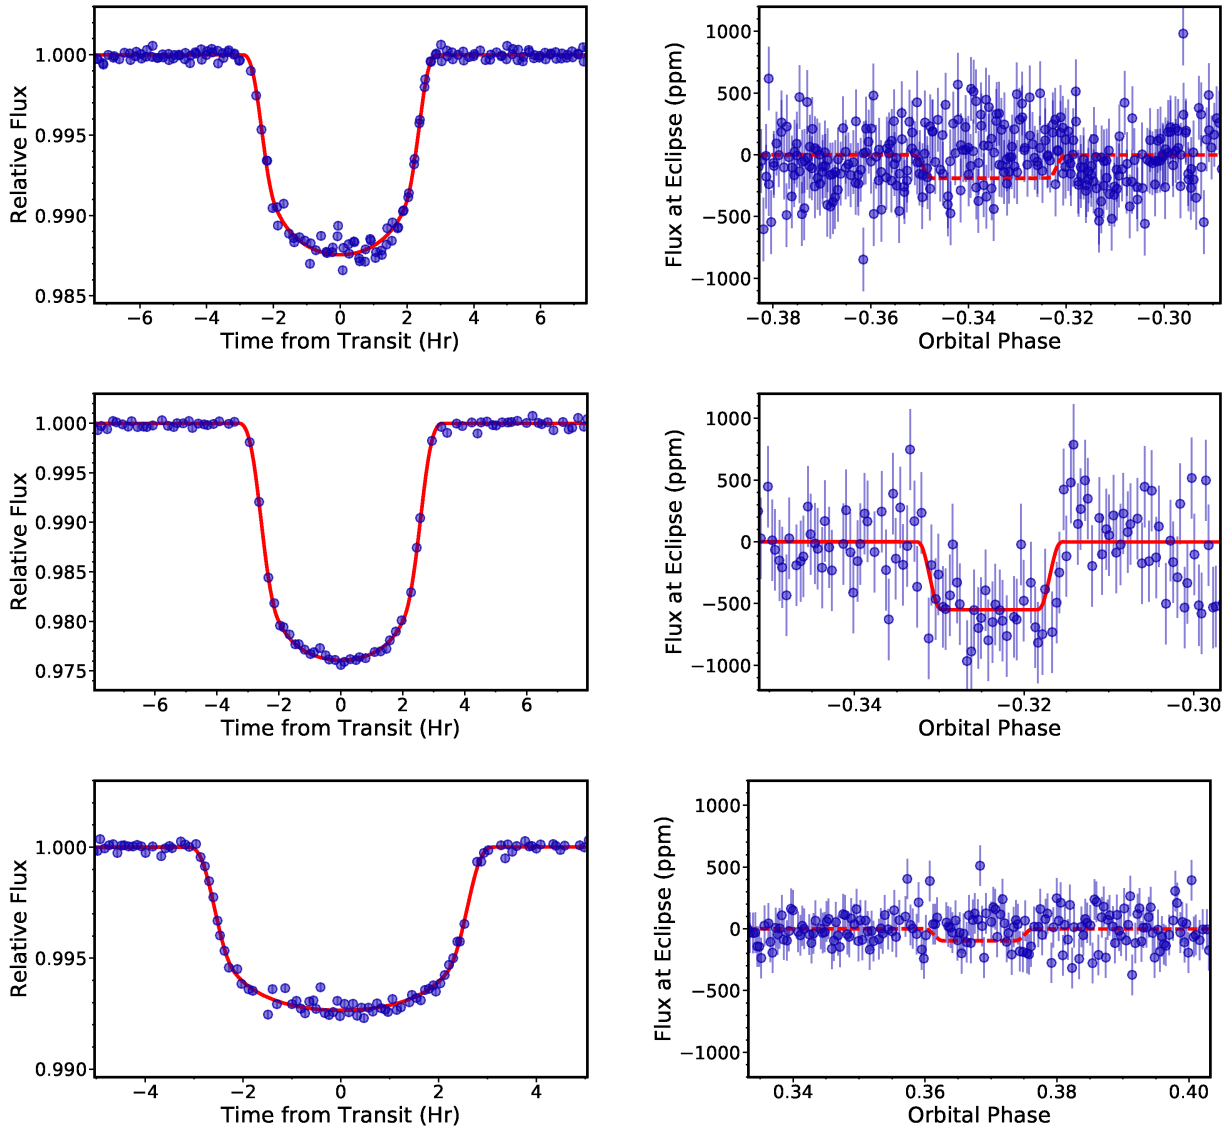 1.000
0.995
0.990
0.985
Relative Flux
−6 −4 −2 0 2 4 6
Time from Transit (Hr)
1000
500
0
−500
−1000
Flux at Eclipse (ppm)
−0.38 −0.36 −0.34 −0.32 −0.30
Orbital Phase
1.000
0.995
0.990
0.985
0.980
0.975
Relative Flux
−6 −4 −2 0 2 4 6
Time from Transit (Hr)
1000
500
0
−500
−1000
Flux at Eclipse (ppm)
−0.34 −0.32 −0.30
Orbital Phase
1.000
0.995
0.990
Relative Flux
−4 −2 0 2 4
Time from Transit (Hr)
1000
500
0
−500
−1000
Flux at Eclipse (ppm)
0.34 0.36 0.38 0.40
Orbital Phase